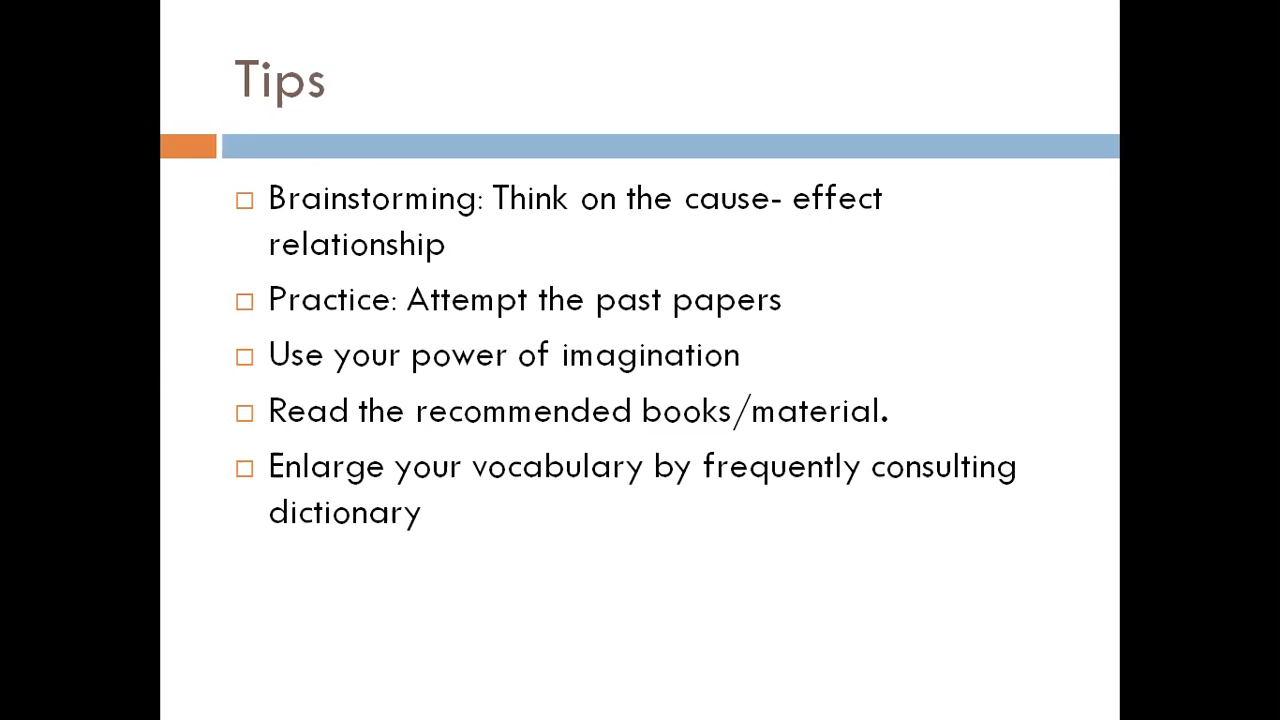 Tips
Brainstorming: Think on the cause- effect
relationship
Practice: Attempt the past papers
Use your power of imagination
Read the recommended books/material.
Enlarge your vocabulary by frequently consulting
dictionary